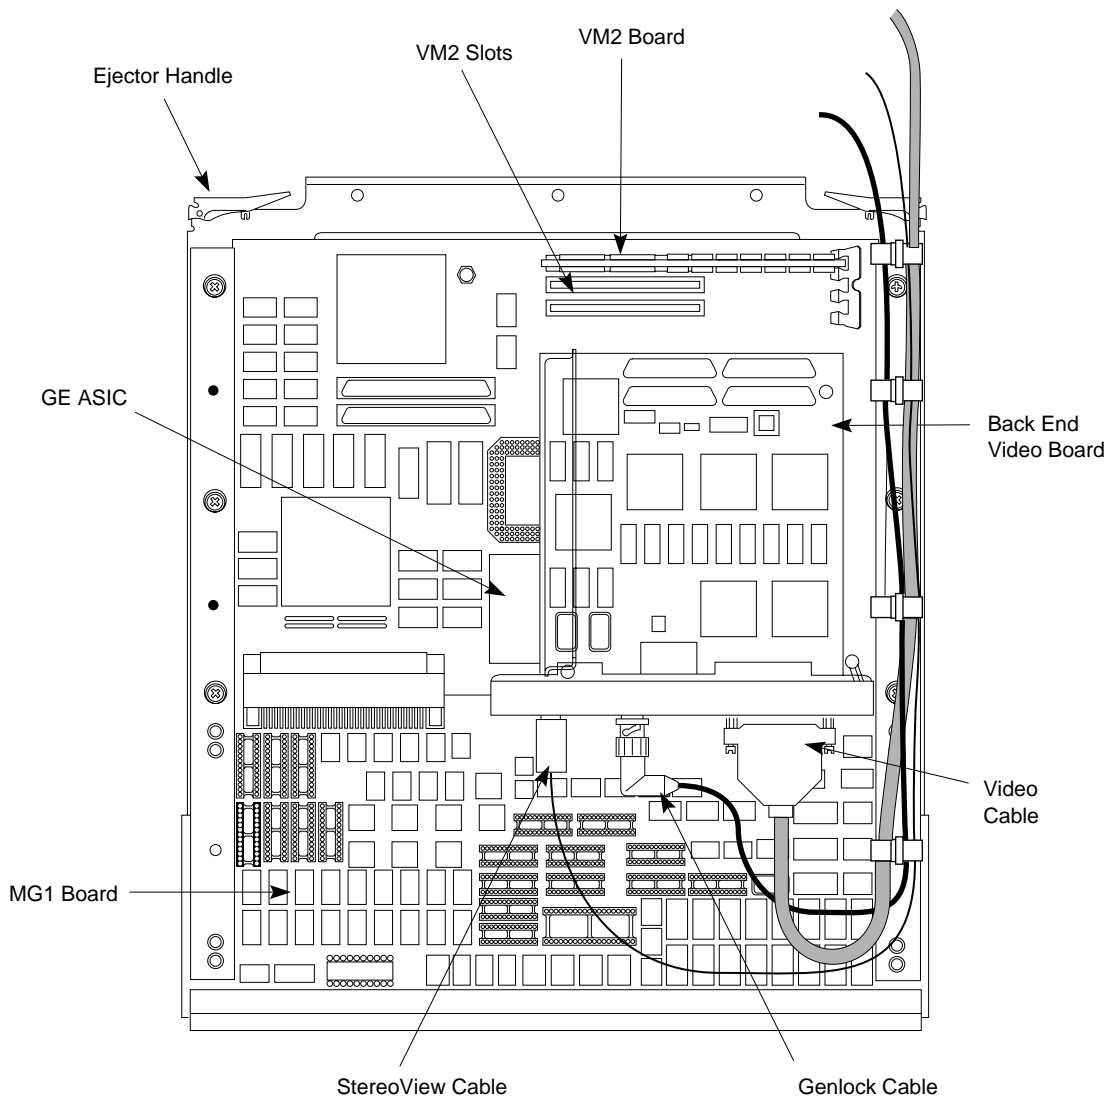 VM2 Board
VM2 Slots
Ejector Handle
GE ASIC
Back End
Video Board
Video
Cable
MG1 Board
StereoView Cable
Genlock Cable